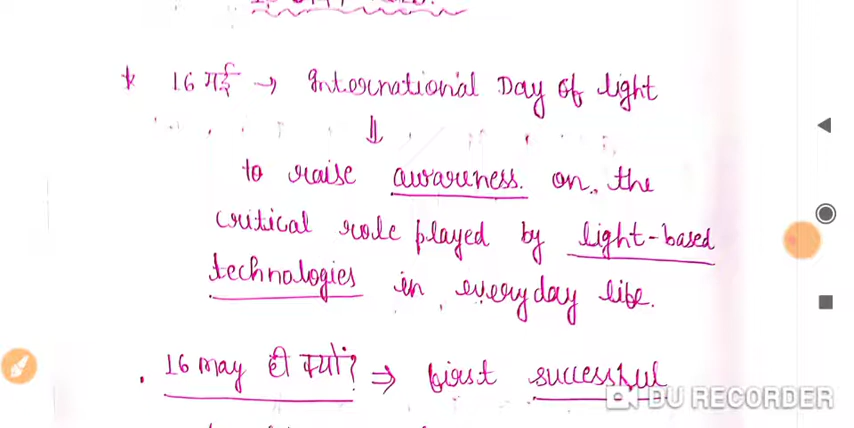 * 16 मई → International Day of light
↓
to raise awareness on, the
critical role played by light-based
technologies in everyday life.
. 16 may ही क्यों? ⇒ first successful
DU RECORDER